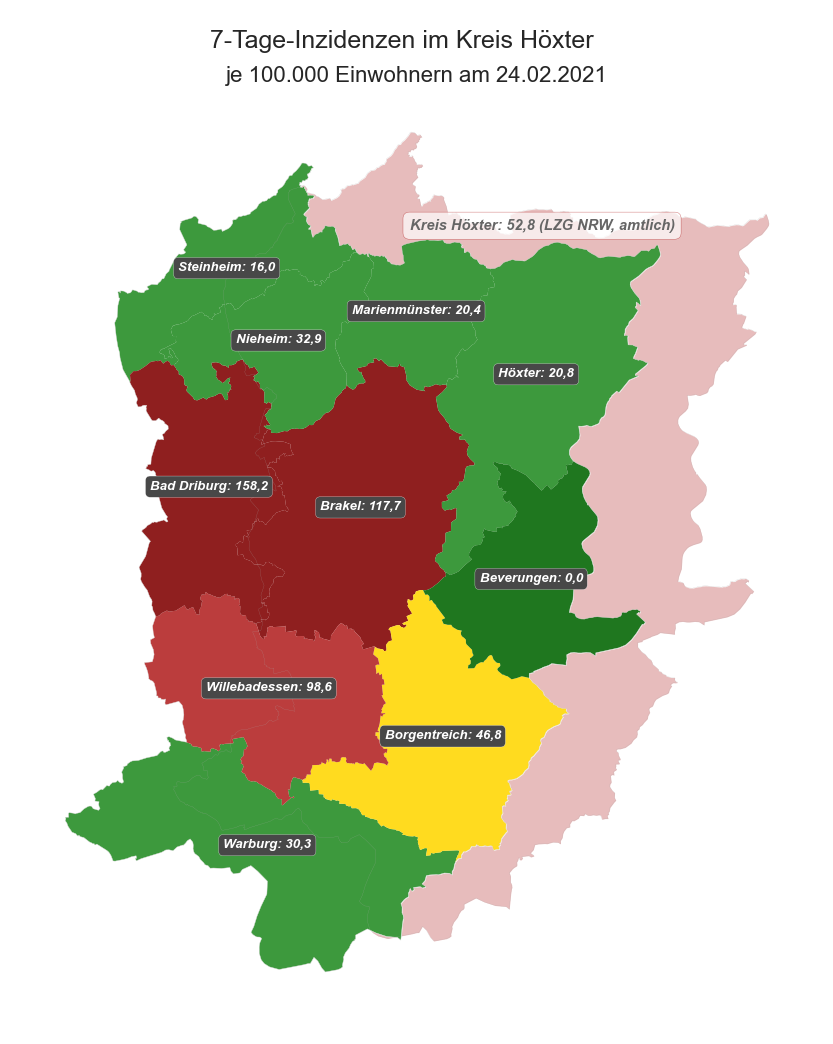 7-Tage-Inzidenzen im Kreis Höxter
je 100.000 Einwohnern am 24.02.2021
Kreis Höxter: 52,8 (LZG NRW, amtlich)
Steinheim: 16,0
Marienmünster: 20,4
Nieheim: 32,9
Höxter: 20,8
Bad Driburg: 158,2
Brakel: 117,7
Beverungen: 0,0
Willebadessen: 98,6
Borgentreich: 46,8
Warburg: 30,3